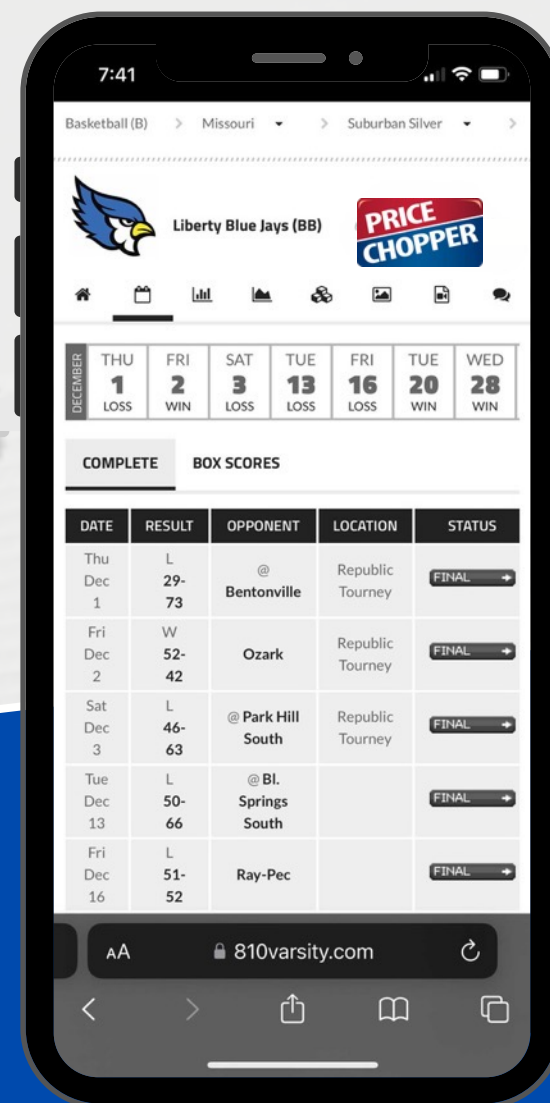 7:41
Basketball (B) > Missouri > Suburban Silver >
Liberty Blue Jays (BB)
PRICE
CHOPPER
DECEMBER
THU FRI SAT TUE FRI TUE WED
1 2 3 13 16 20 28
LOSS WIN LOSS LOSS LOSS WIN WIN
COMPLETE BOX SCORES
DATE RESULT OPPONENT LOCATION STATUS
Thu L @ Republic FINAL
Dec 29- Bentonville Tourney
1 73
Fri W Ozark Republic FINAL
Dec 52- Tourney
2 42
Sat L @ Park Hill Republic FINAL
Dec 46- South Tourney
3 63
Tue L @ Bl. FINAL
Dec 50- Springs
13 66 South
Fri L Ray-Pec FINAL
Dec 51-
16 52
AA 810varsity.com